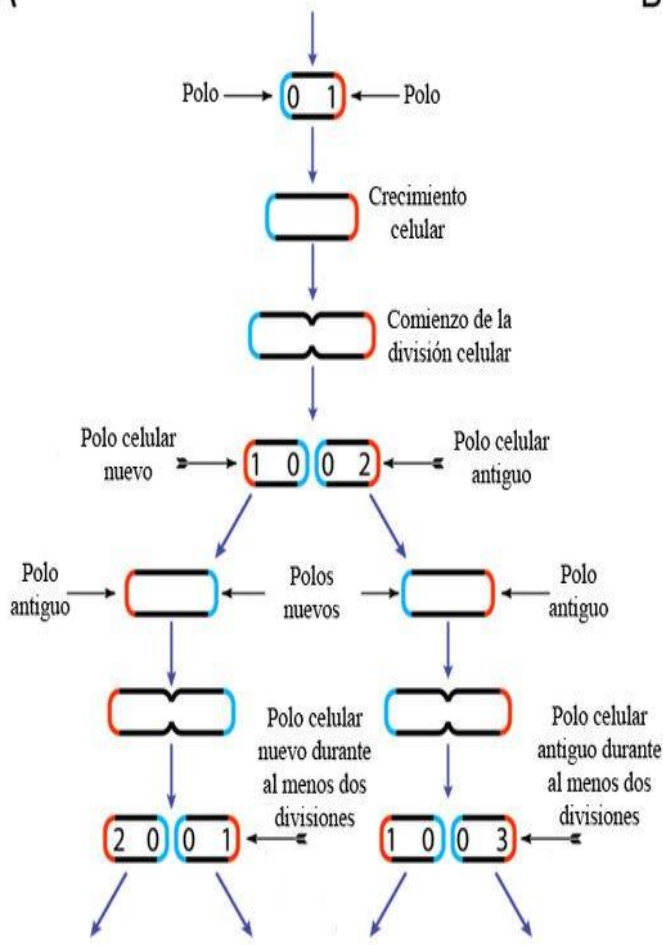 Polo
0 1
Polo
Crecimiento
celular
Comienzo de la
división celular
Polo celular
nuevo
1 0 0 2
Polo celular
antiguo
Polo
antiguo
Polos
nuevos
Polo
antiguo
Polo celular
nuevo durante
al menos dos
divisiones
Polo celular
antiguo durante
al menos dos
divisiones
2 0 0 1
1 0 0 3